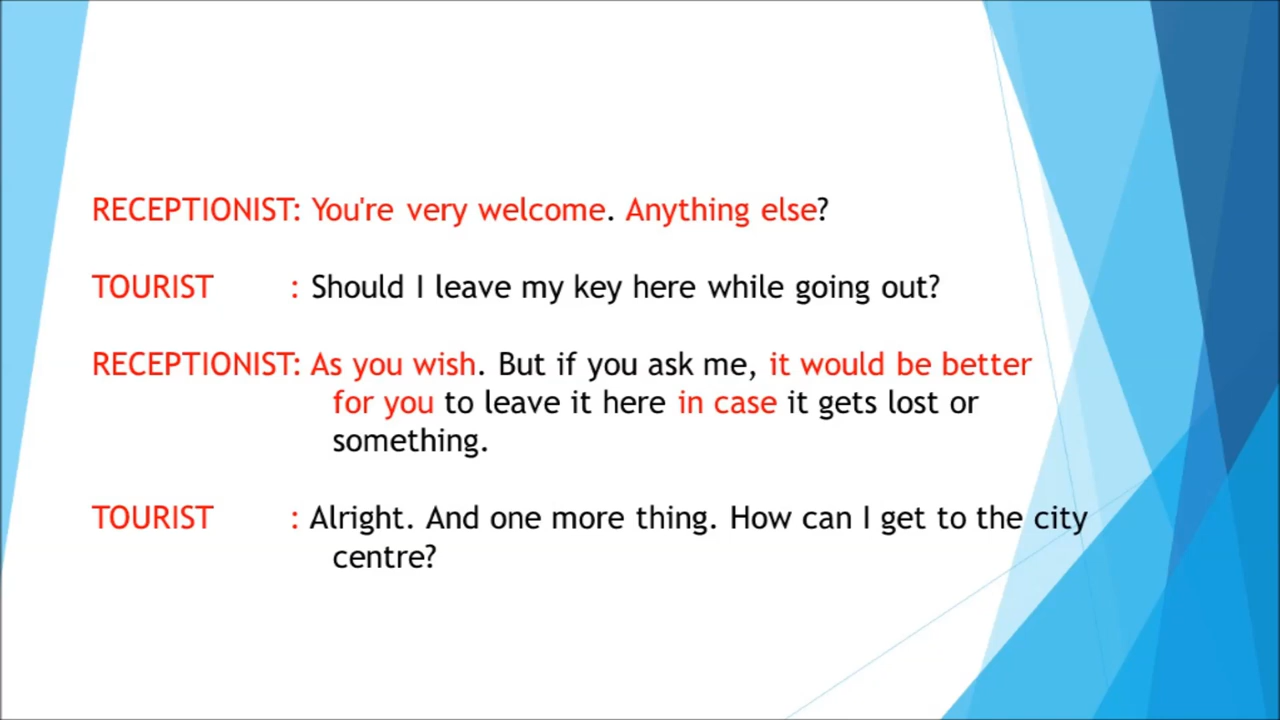 RECEPTIONIST: You're very welcome. Anything else?
TOURIST : Should I leave my key here while going out?
RECEPTIONIST: As you wish. But if you ask me, it would be better
for you to leave it here in case it gets lost or
something.
TOURIST : Alright. And one more thing. How can I get to the city
centre?